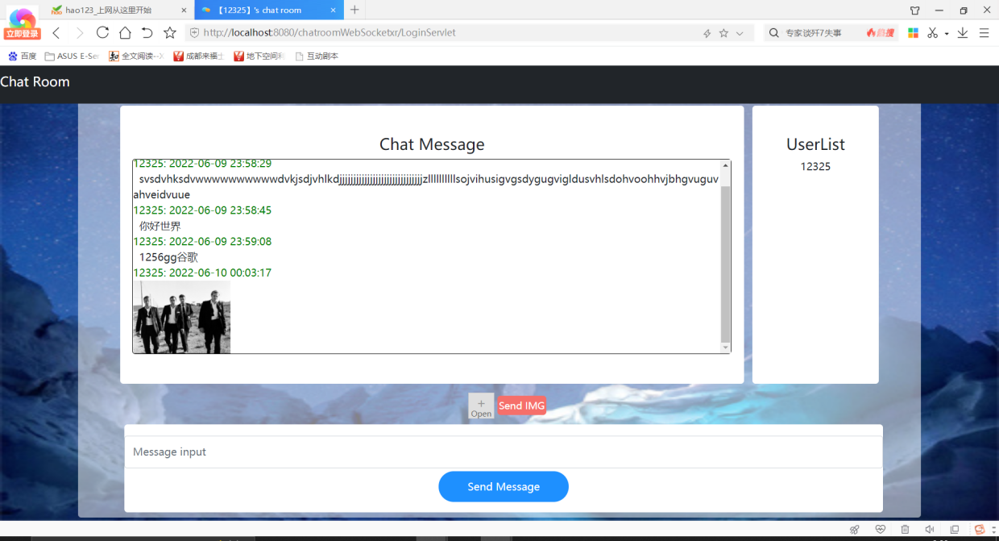 hao123_上网从这里开始
【12325】's chat room
立即登录
http://localhost:8080/chatroomWebSocketxr/LoginServlet
专家谈歼7失事
热搜
百度
ASUS E-Se
全文阅读--X
成都来福士
地下空间利
互动剧本
Chat Room
Chat Message
12325: 2022-06-09 23:58:29
ahveidvuue
12325: 2022-06-09 23:58:45
你好世界
12325: 2022-06-09 23:59:08
1256gg谷歌
12325: 2022-06-10 00:03:17
UserList
12325
Open
Send IMG
Message input
Send Message